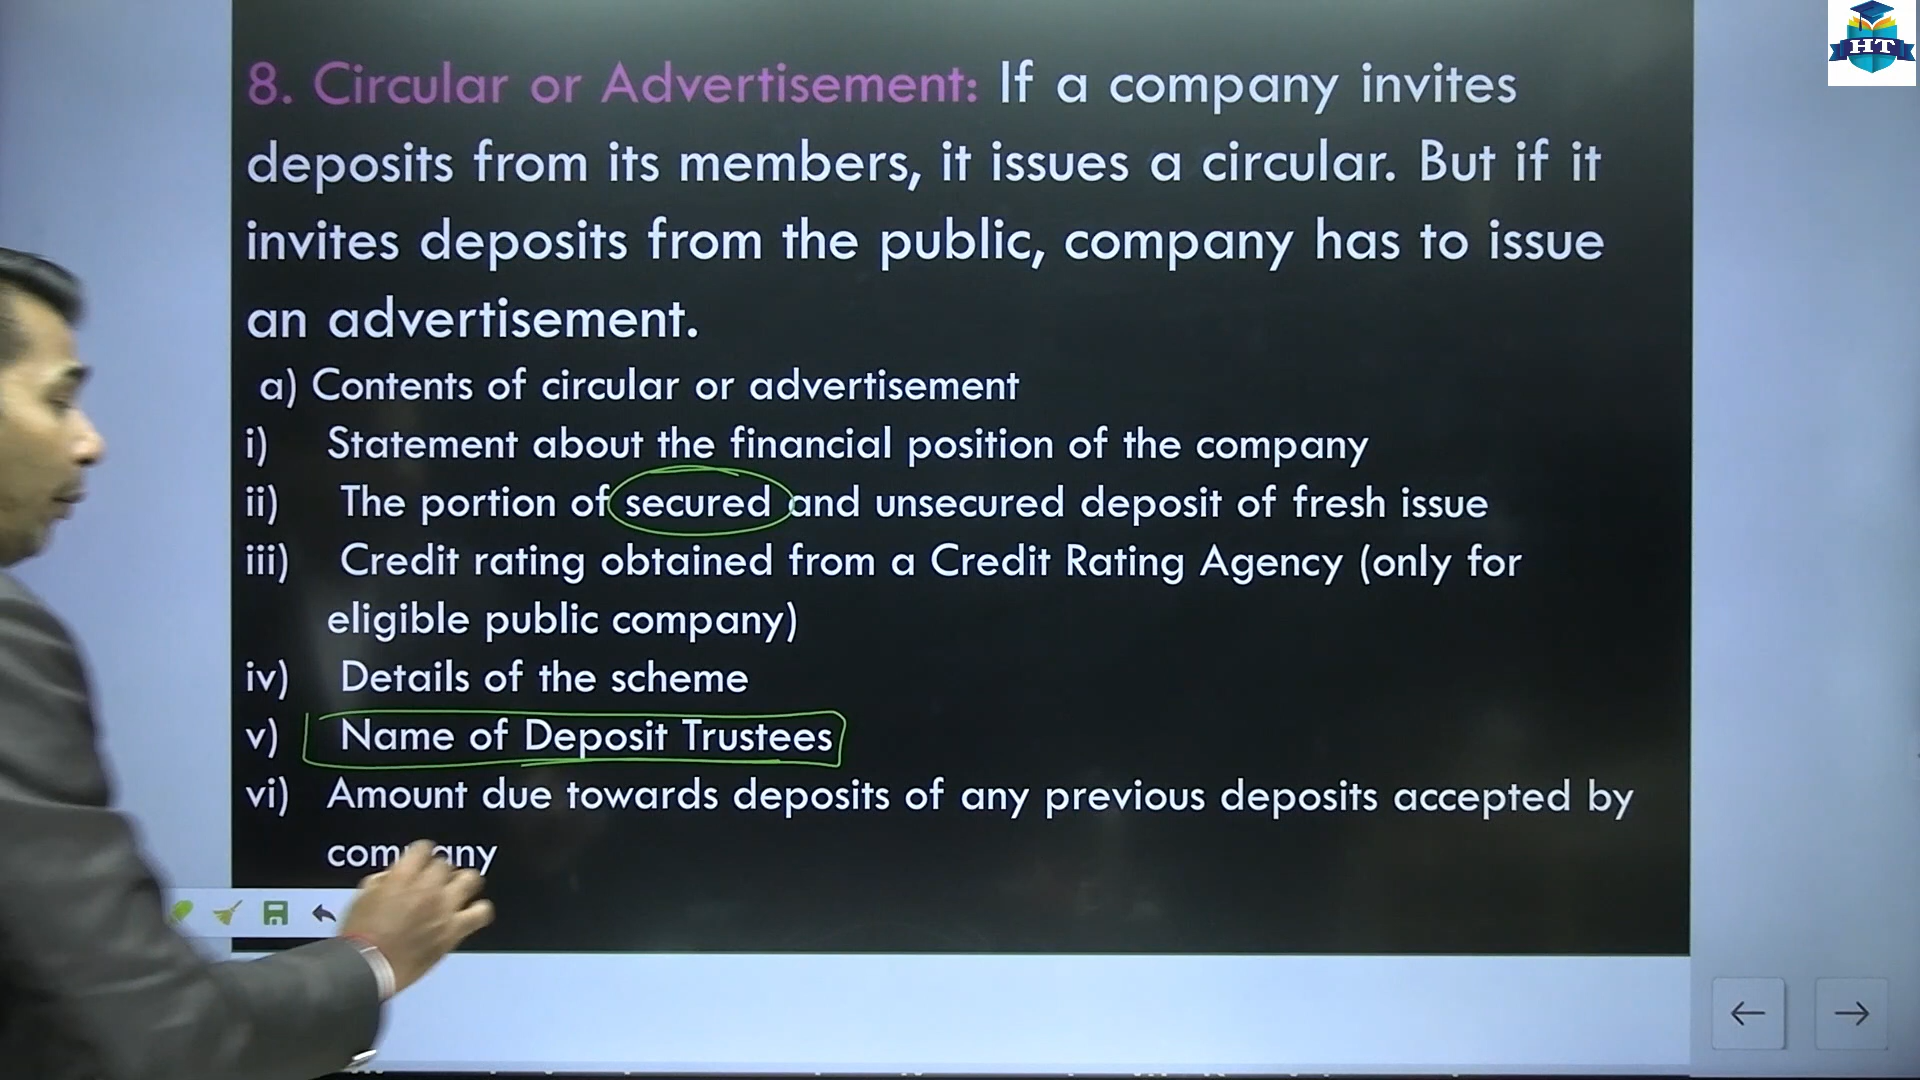 HT
8. Circular or Advertisement: If a company invites
deposits from its members, it issues a circular. But if it
invites deposits from the public, company has to issue
an advertisement.
a) Contents of circular or advertisement
i) Statement about the financial position of the company
ii) The portion of secured and unsecured deposit of fresh issue
iii) Credit rating obtained from a Credit Rating Agency (only for
eligible public company)
iv) Details of the scheme
v) Name of Deposit Trustees
vi) Amount due towards deposits of any previous deposits accepted by
company